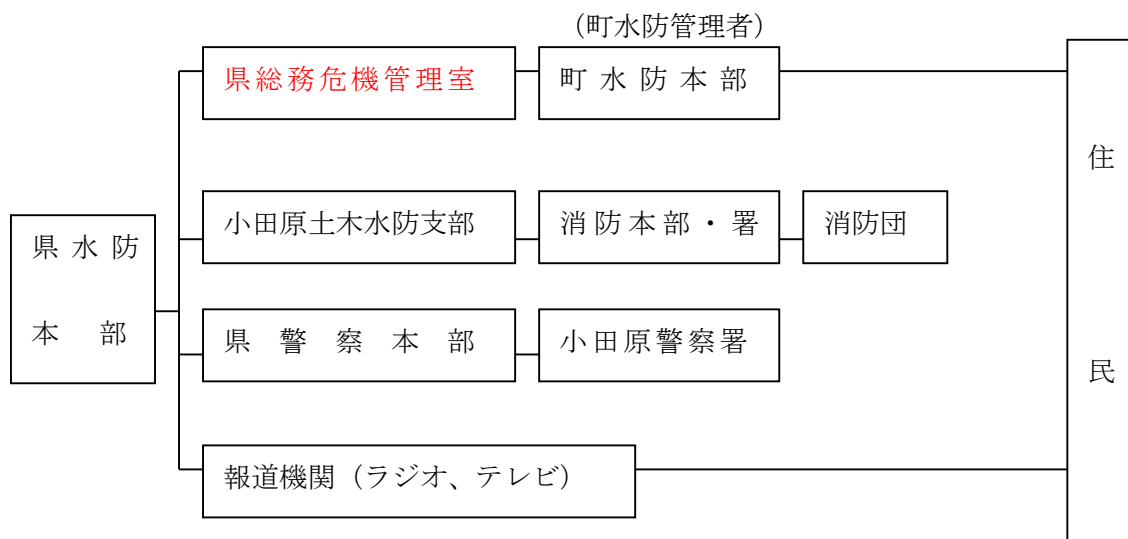 （町水防管理者）
県総務危機管理室
町水防本部
小田原土木水防支部
消防本部・署
消防団
県水防
本部
県警察本部
小田原警察署
報道機関（ラジオ、テレビ）
住
民